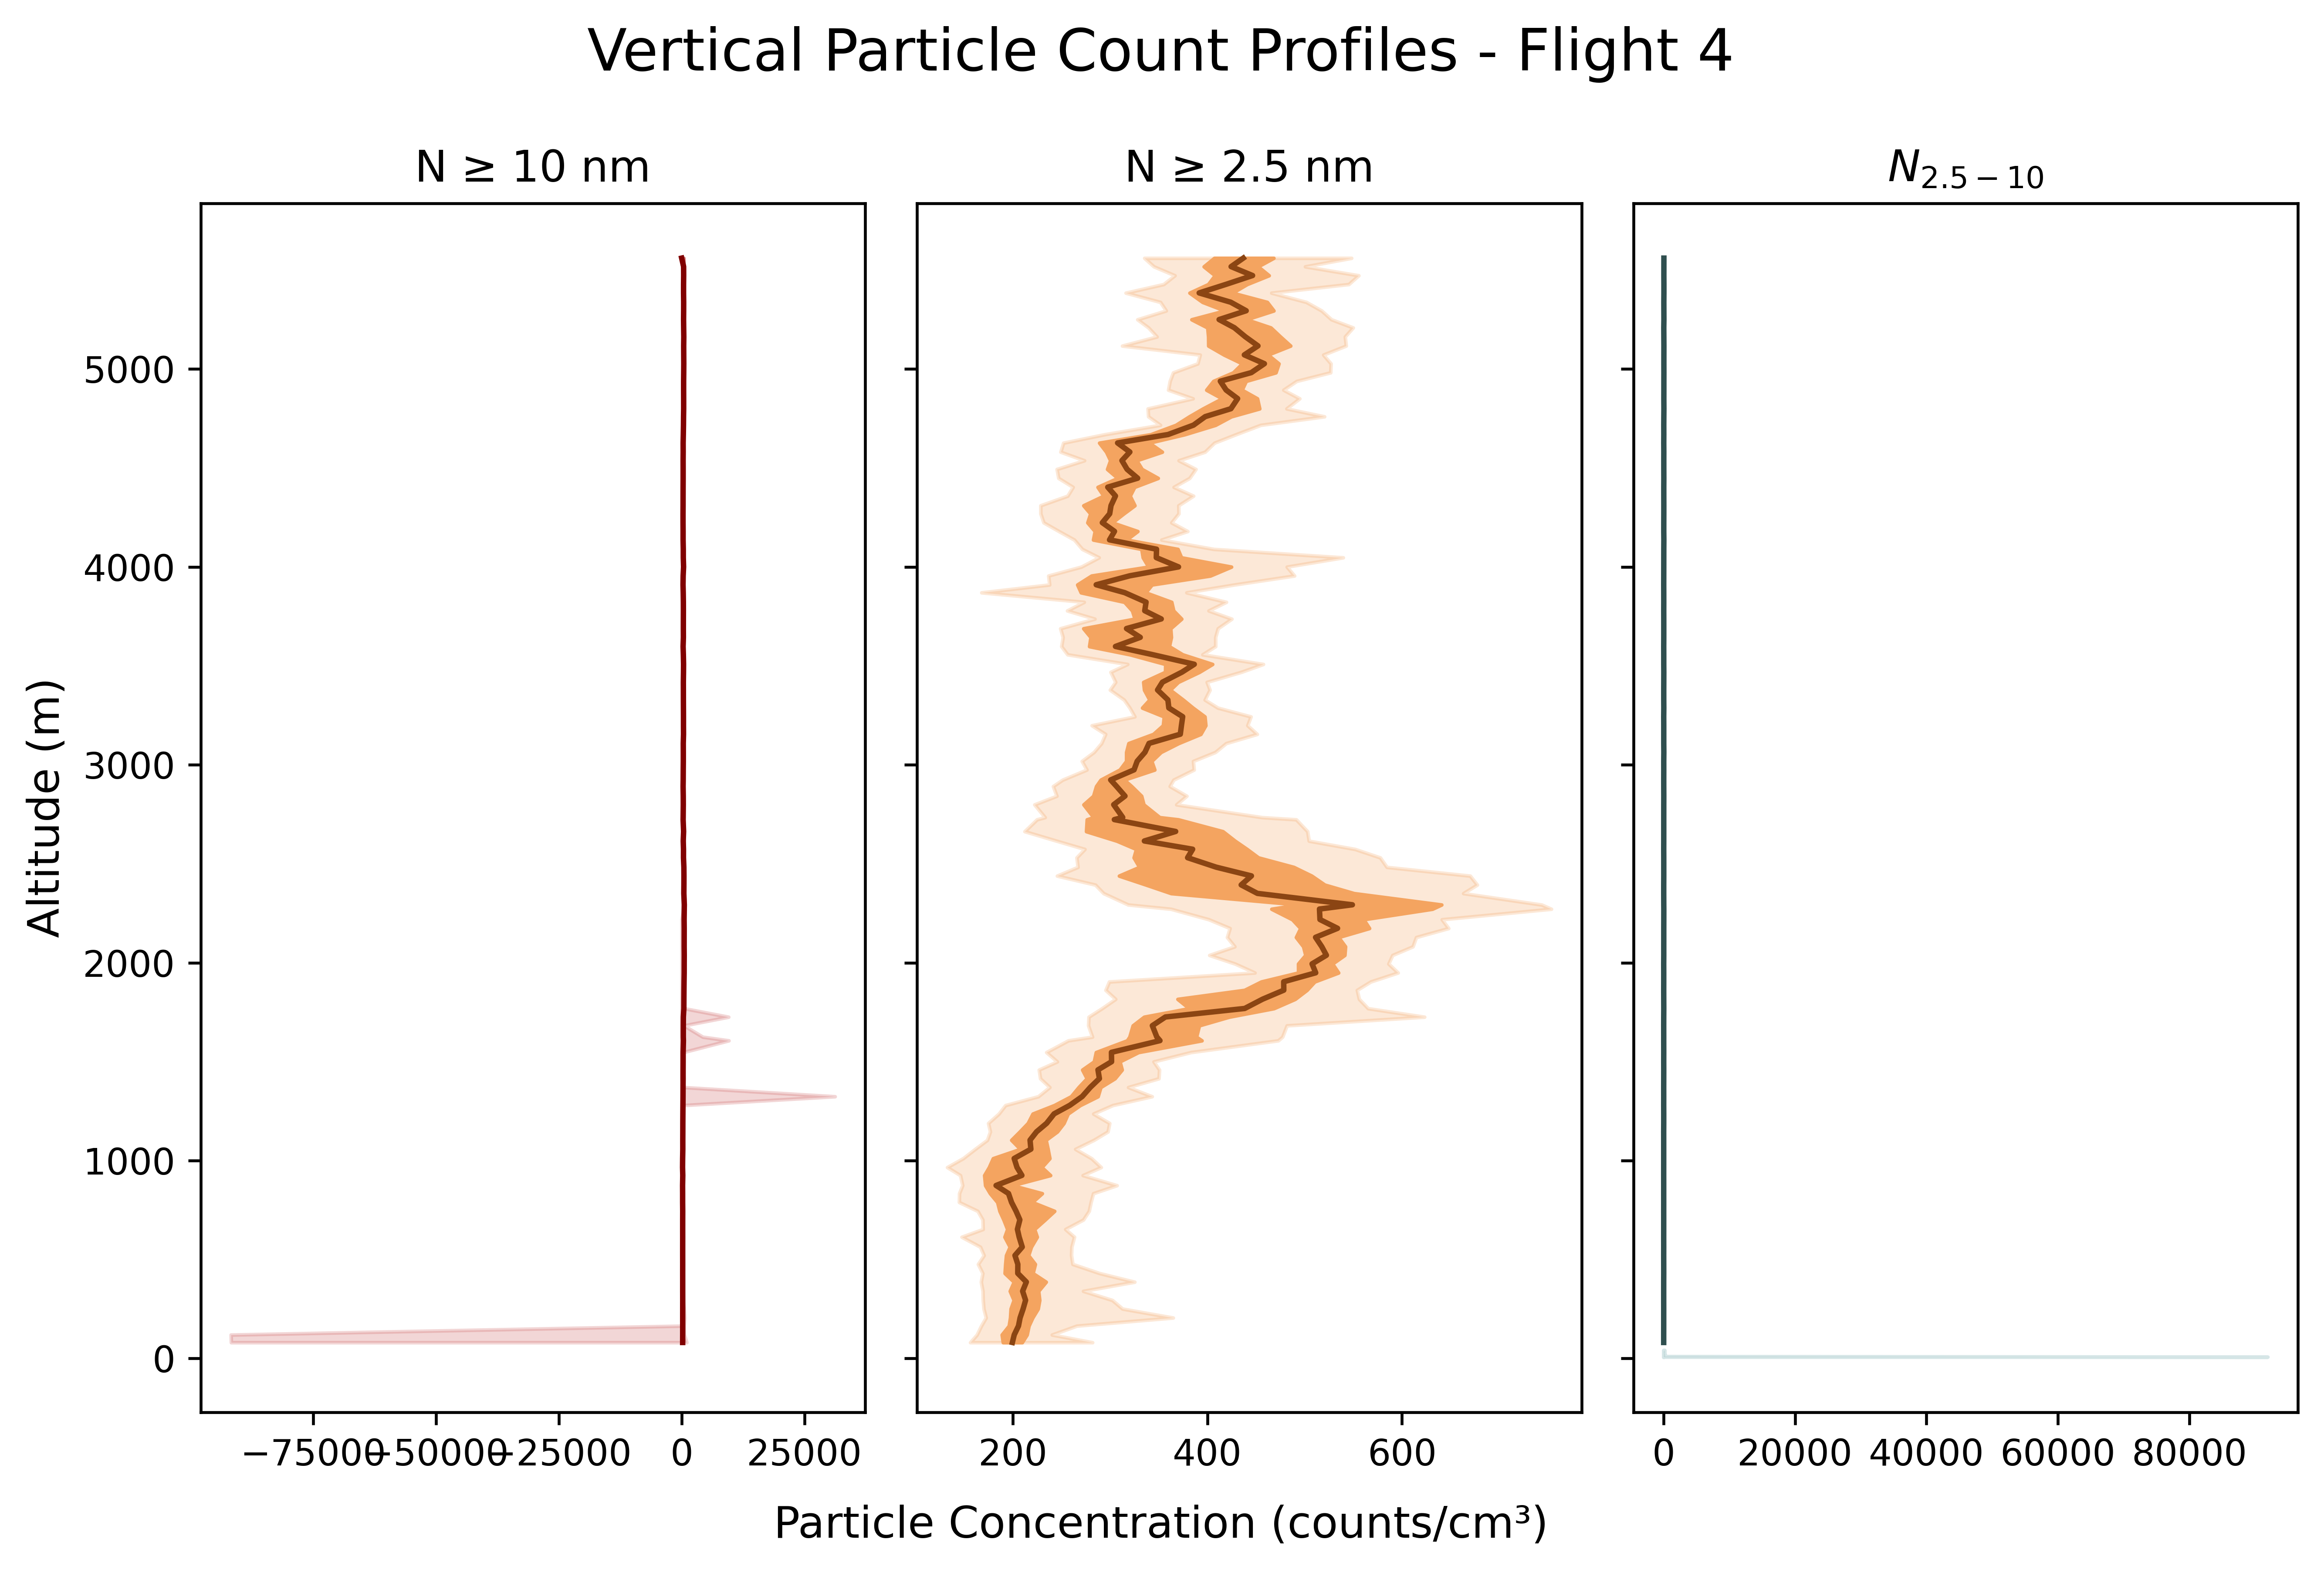 Vertical Particle Count Profiles - Flight 4
N ≥ 10 nm
N ≥ 2.5 nm
N₂.₅₋₁₀
Altitude (m)
5000
4000
3000
2000
1000
0
−75000 −50000 −25000 0 25000
200 400 600
0 20000 40000 60000 80000
Particle Concentration (counts/cm³)